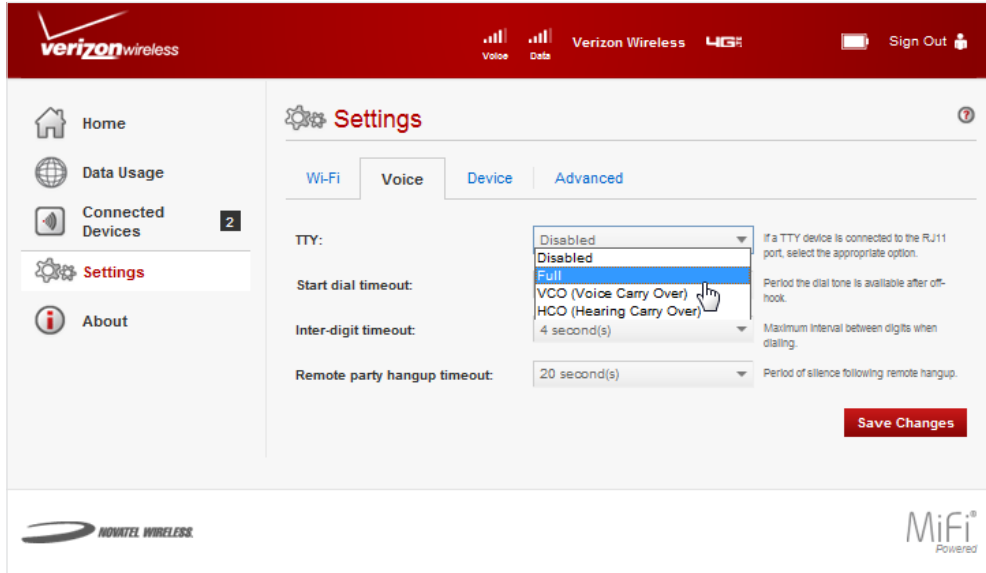 verizonwireless
Voice
Data
Verizon Wireless
4G LTE
Sign Out
Home
Data Usage
Connected Devices
2
Settings
About
Settings
?
Wi-Fi
Voice
Device
Advanced
TTY:
Disabled
If a TTY device is connected to the RJ11
port, select the appropriate option.
Disabled
Full
VCO (Voice Carry Over)
HCO (Hearing Carry Over)
Start dial timeout:
Period the dial tone is available after off-
hook.
Inter-digit timeout:
4 second(s)
Maximum interval between digits when
dialing.
Remote party hangup timeout:
20 second(s)
Period of silence following remote hangup.
Save Changes
NOVATEL WIRELESS.
MiFi®
Powered